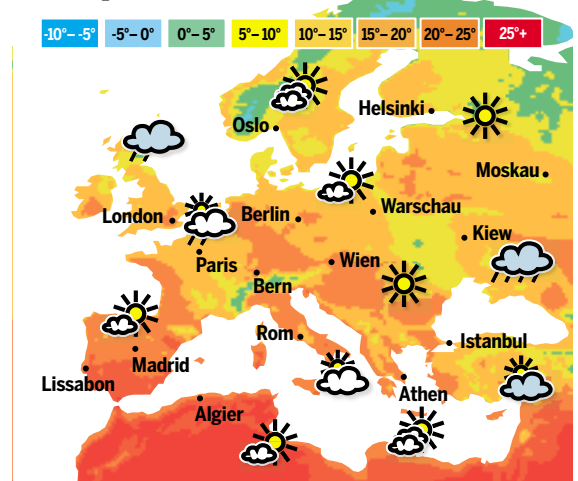 -10°– -5° -5°– 0° 0°– 5° 5°– 10° 10°– 15° 15°– 20° 20°– 25° 25°+
Oslo
Helsinki
Moskau
London
Berlin
Warschau
Kiew
Paris
Wien
Bern
Rom
Istanbul
Madrid
Lissabon
Athen
Algier